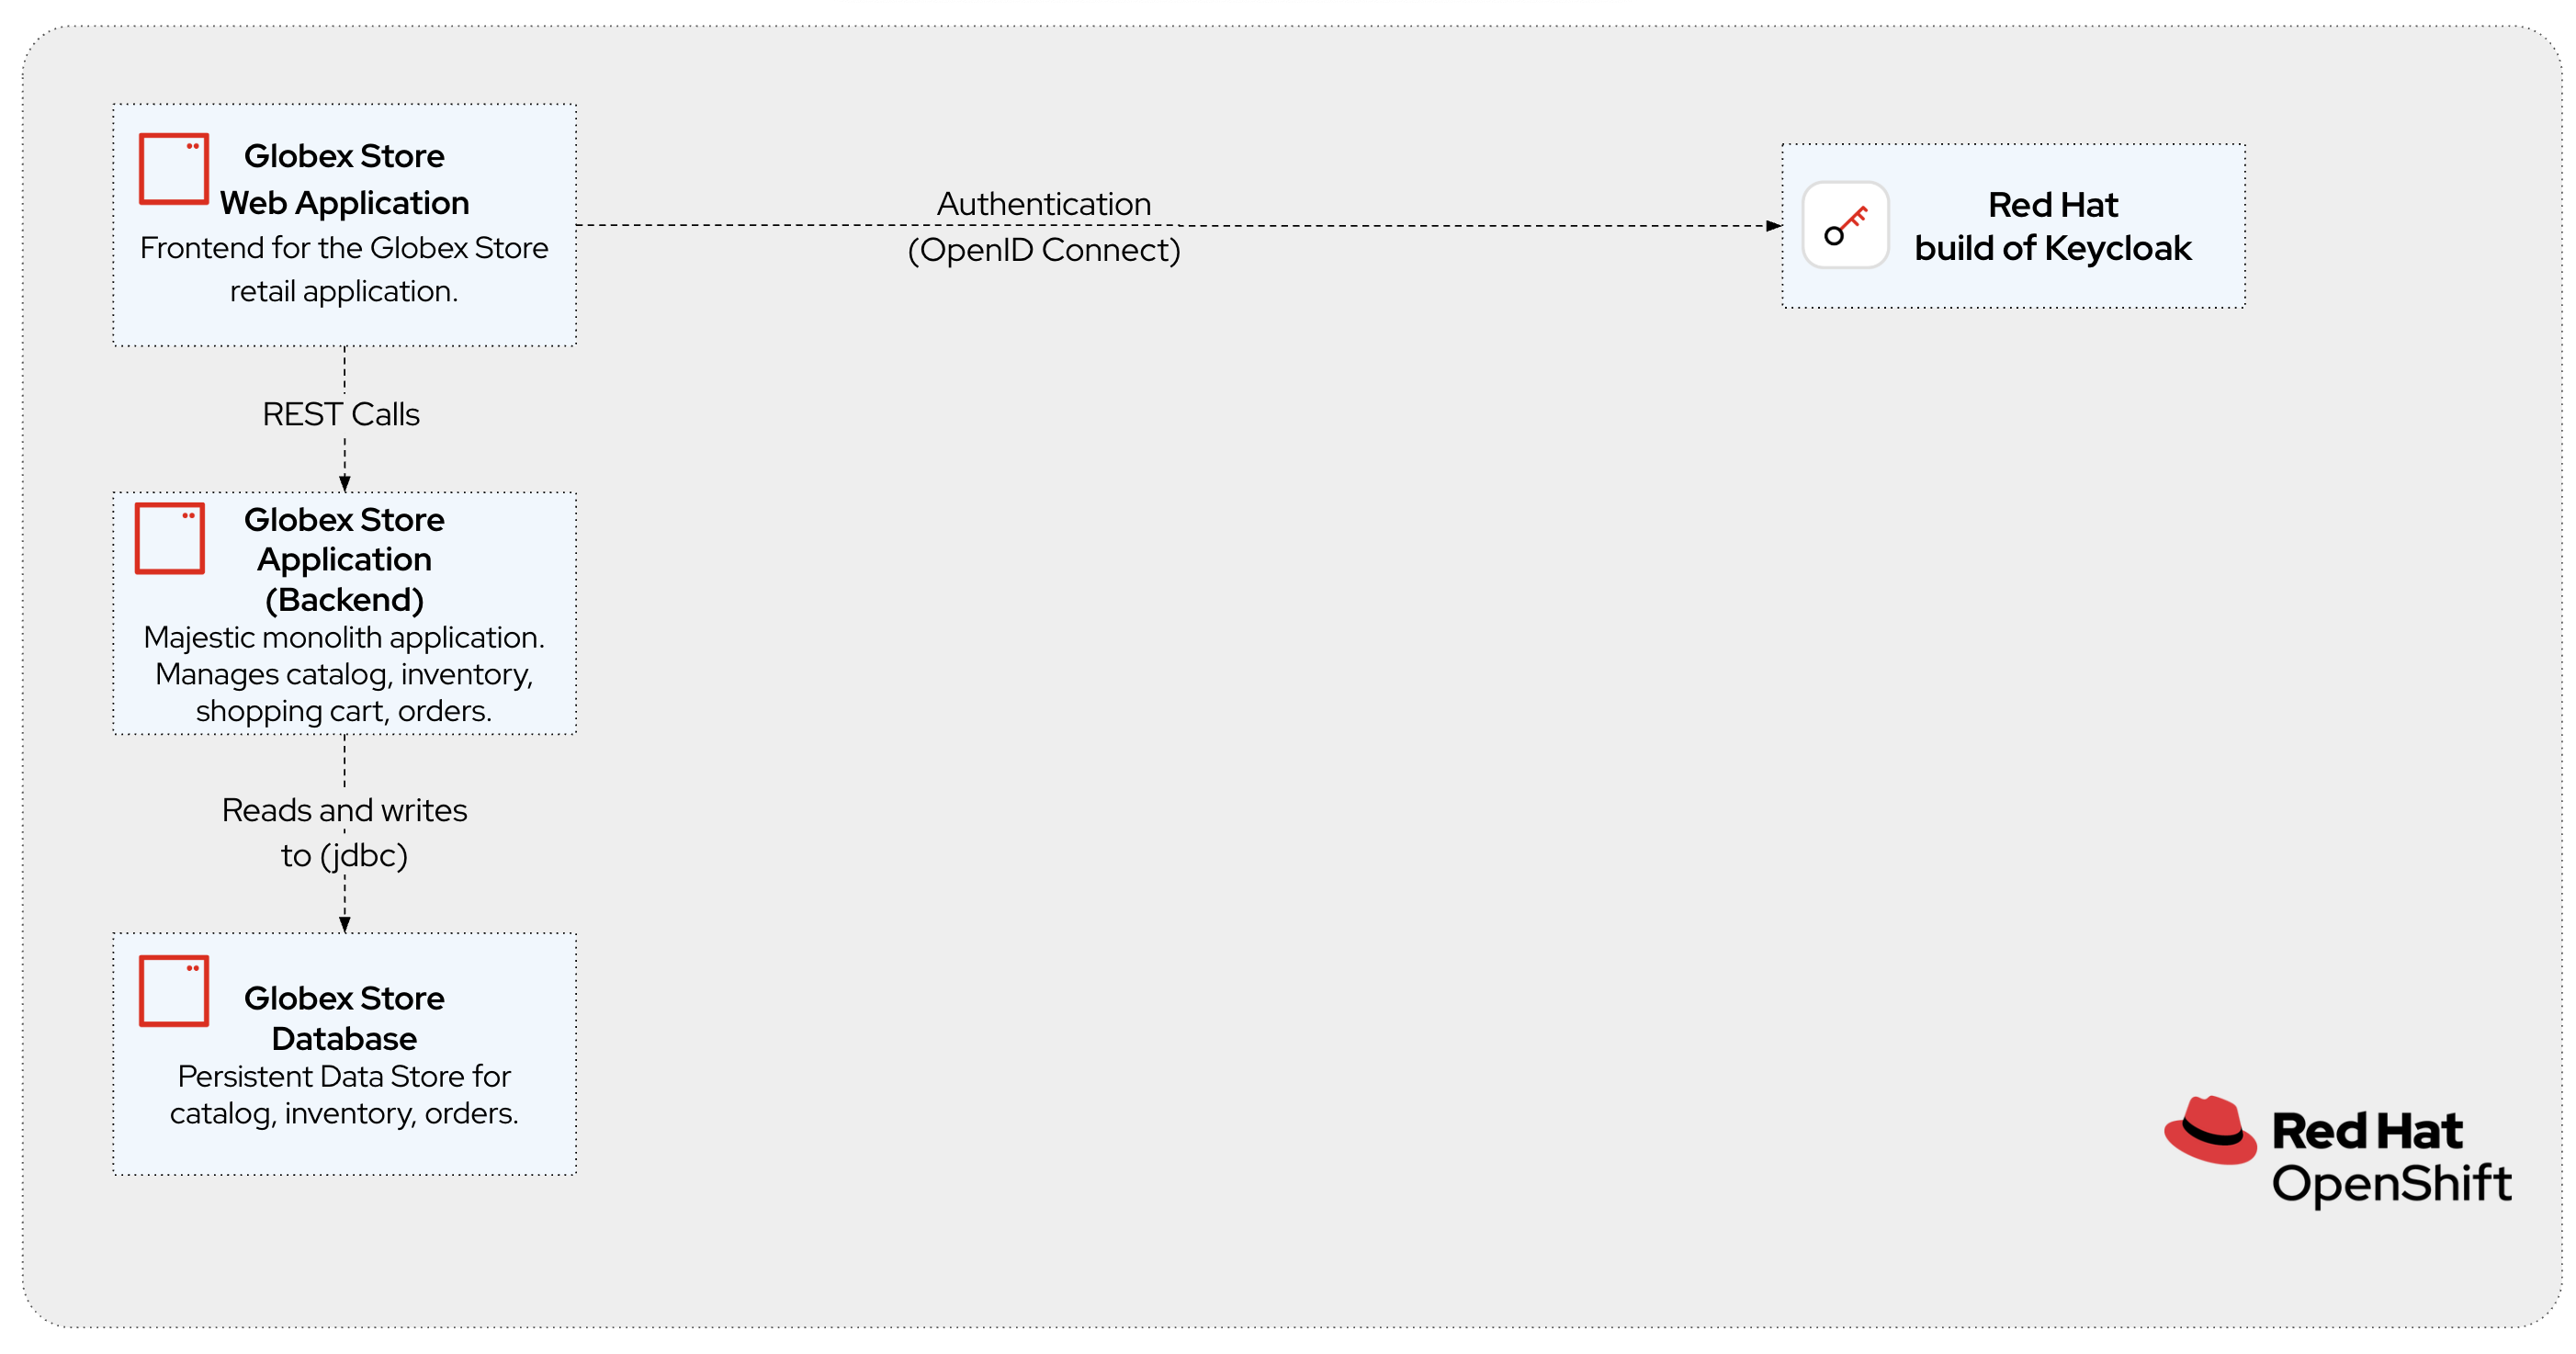 Globex Store
Web Application
Frontend for the Globex Store
retail application.
Authentication
(OpenID Connect)
Red Hat
build of Keycloak
REST Calls
Globex Store
Application
(Backend)
Majestic monolith application.
Manages catalog, inventory,
shopping cart, orders.
Reads and writes
to (jdbc)
Globex Store
Database
Persistent Data Store for
catalog, inventory, orders.
Red Hat
OpenShift